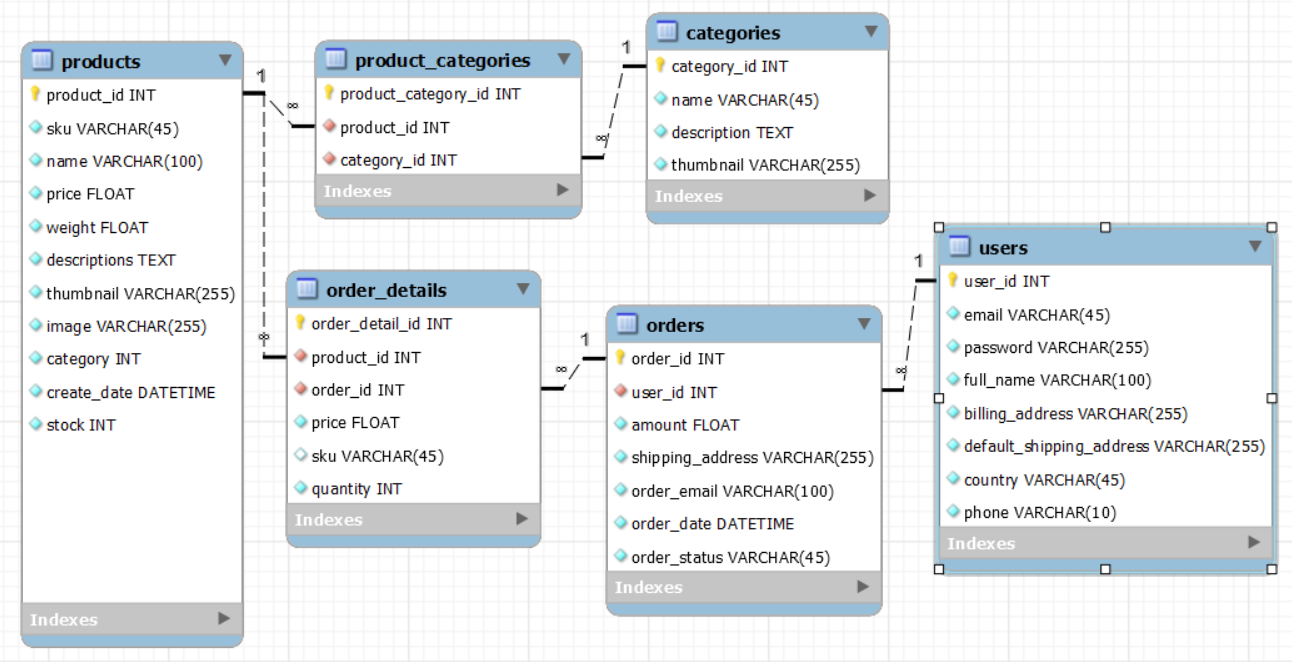 products
product_id INT
sku VARCHAR(45)
name VARCHAR(100)
price FLOAT
weight FLOAT
descriptions TEXT
thumbnail VARCHAR(255)
image VARCHAR(255)
category INT
create_date DATETIME
stock INT
Indexes
1
∞
product_categories
product_category_id INT
product_id INT
category_id INT
Indexes
1
∞
categories
category_id INT
name VARCHAR(45)
description TEXT
thumbnail VARCHAR(255)
Indexes
∞
order_details
order_detail_id INT
product_id INT
order_id INT
price FLOAT
sku VARCHAR(45)
quantity INT
Indexes
1
∞
orders
order_id INT
user_id INT
amount FLOAT
shipping_address VARCHAR(255)
order_email VARCHAR(100)
order_date DATETIME
order_status VARCHAR(45)
Indexes
1
∞
users
user_id INT
email VARCHAR(45)
password VARCHAR(255)
full_name VARCHAR(100)
billing_address VARCHAR(255)
default_shipping_address VARCHAR(255)
country VARCHAR(45)
phone VARCHAR(10)
Indexes